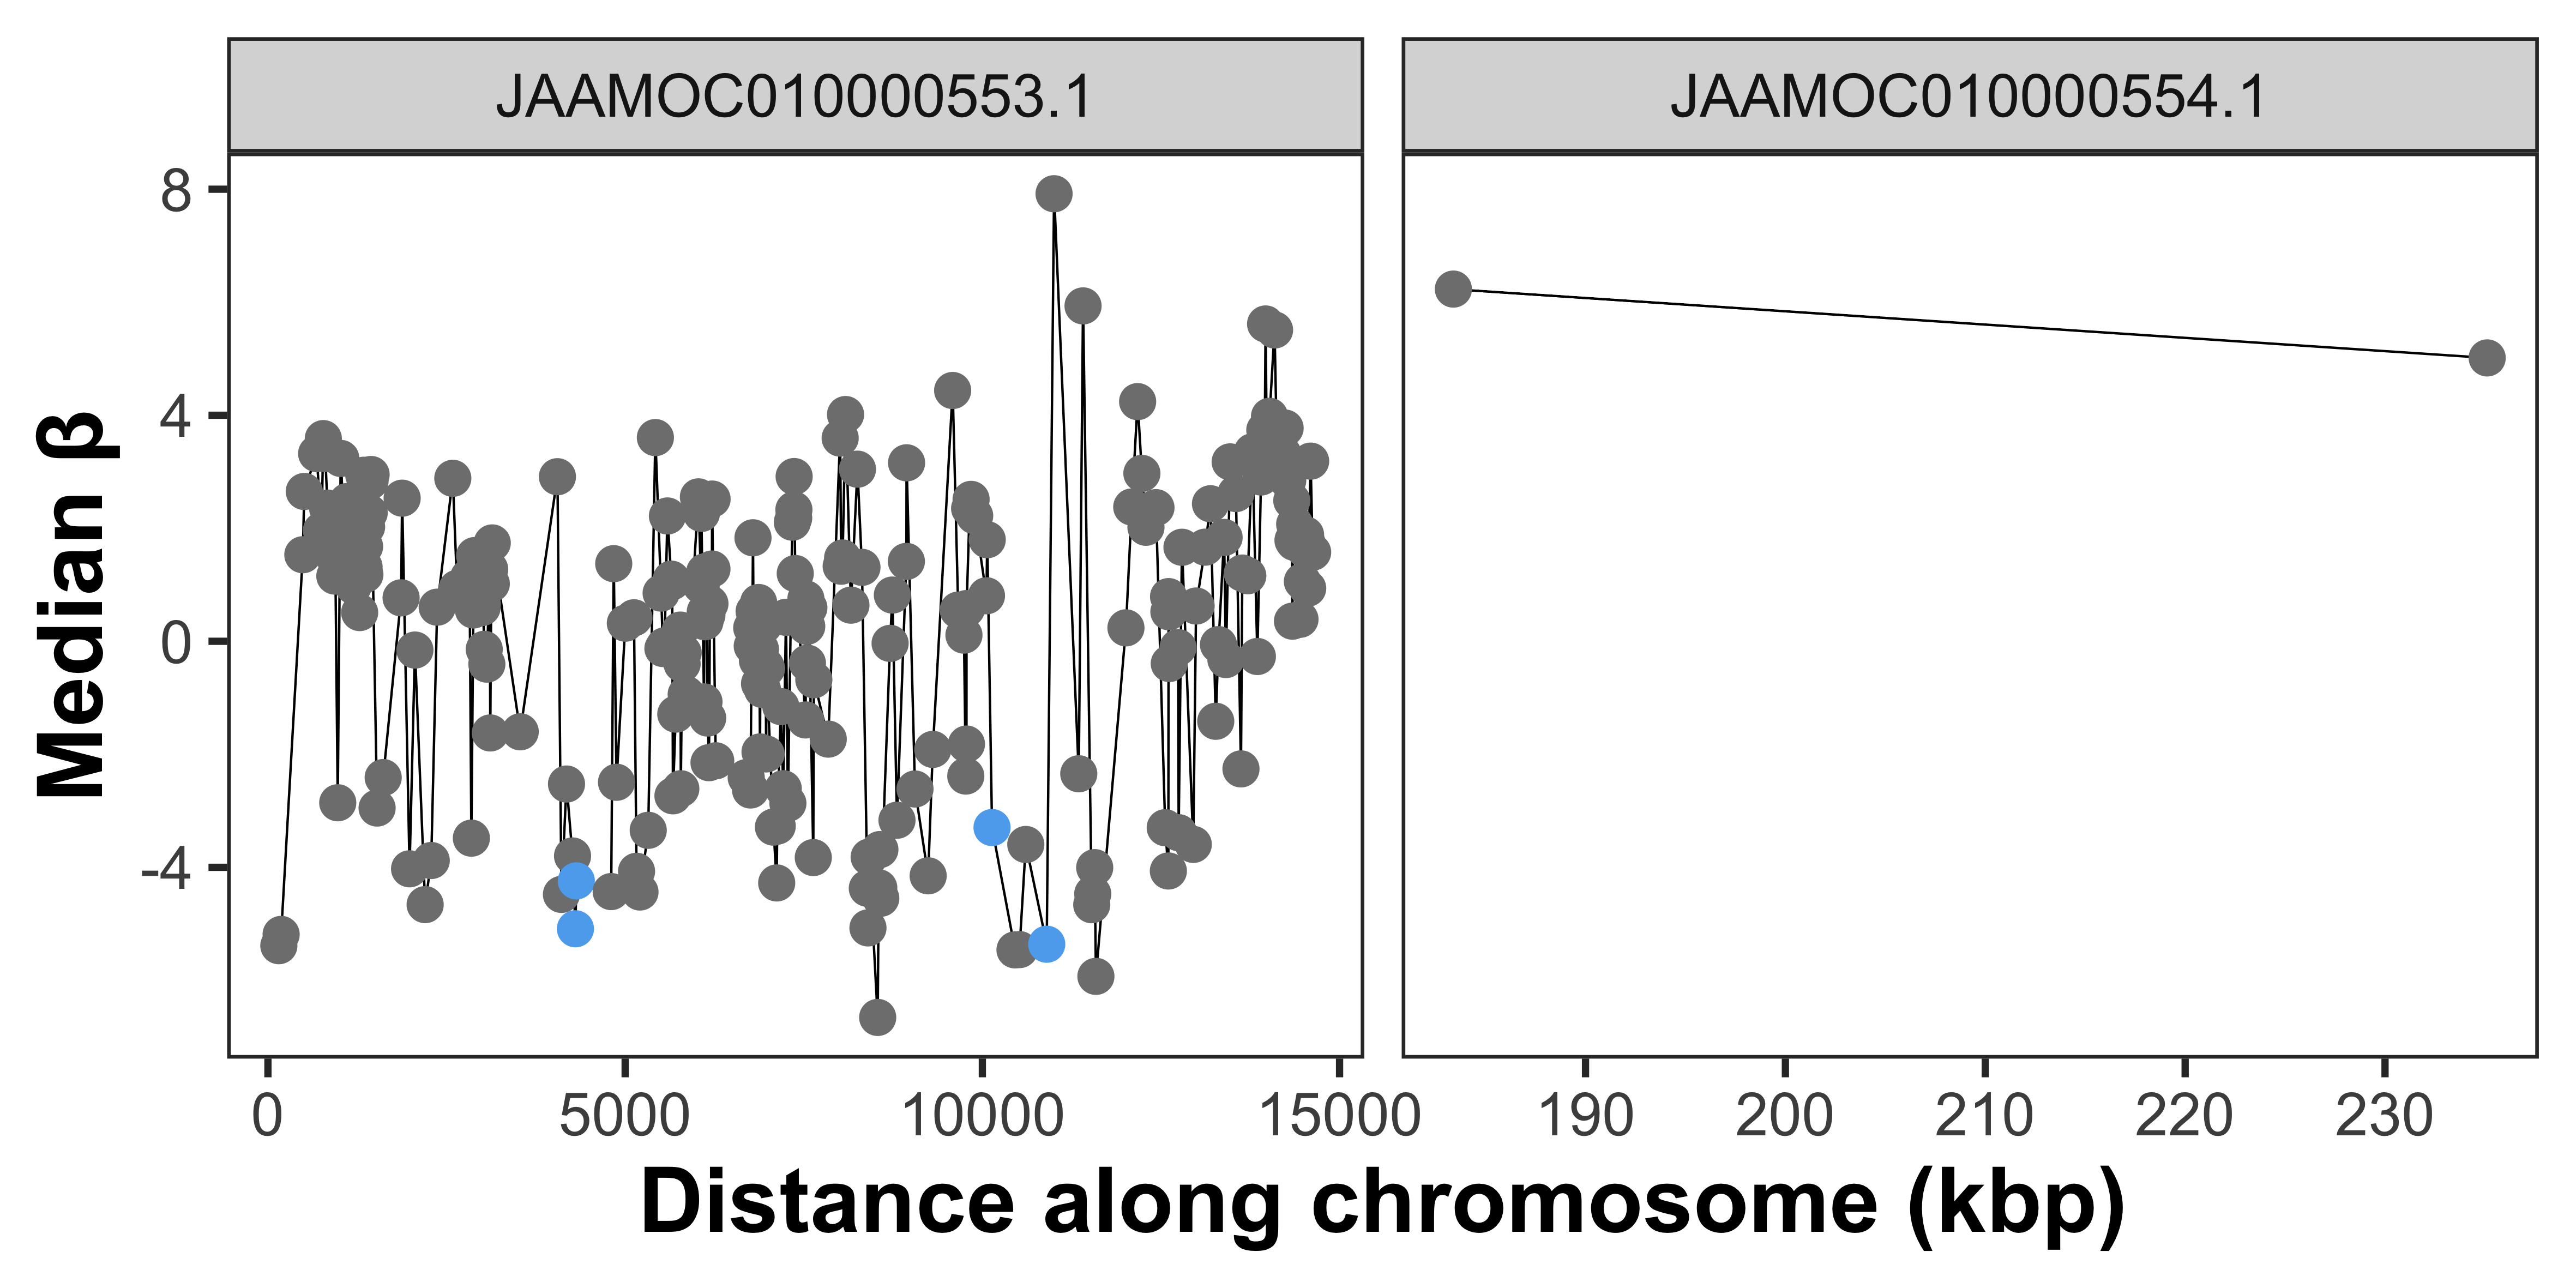 JAAMOC010000553.1
JAAMOC010000554.1
Median β
8
4
0
-4
0 5000 10000 15000
190 200 210 220 230
Distance along chromosome (kbp)